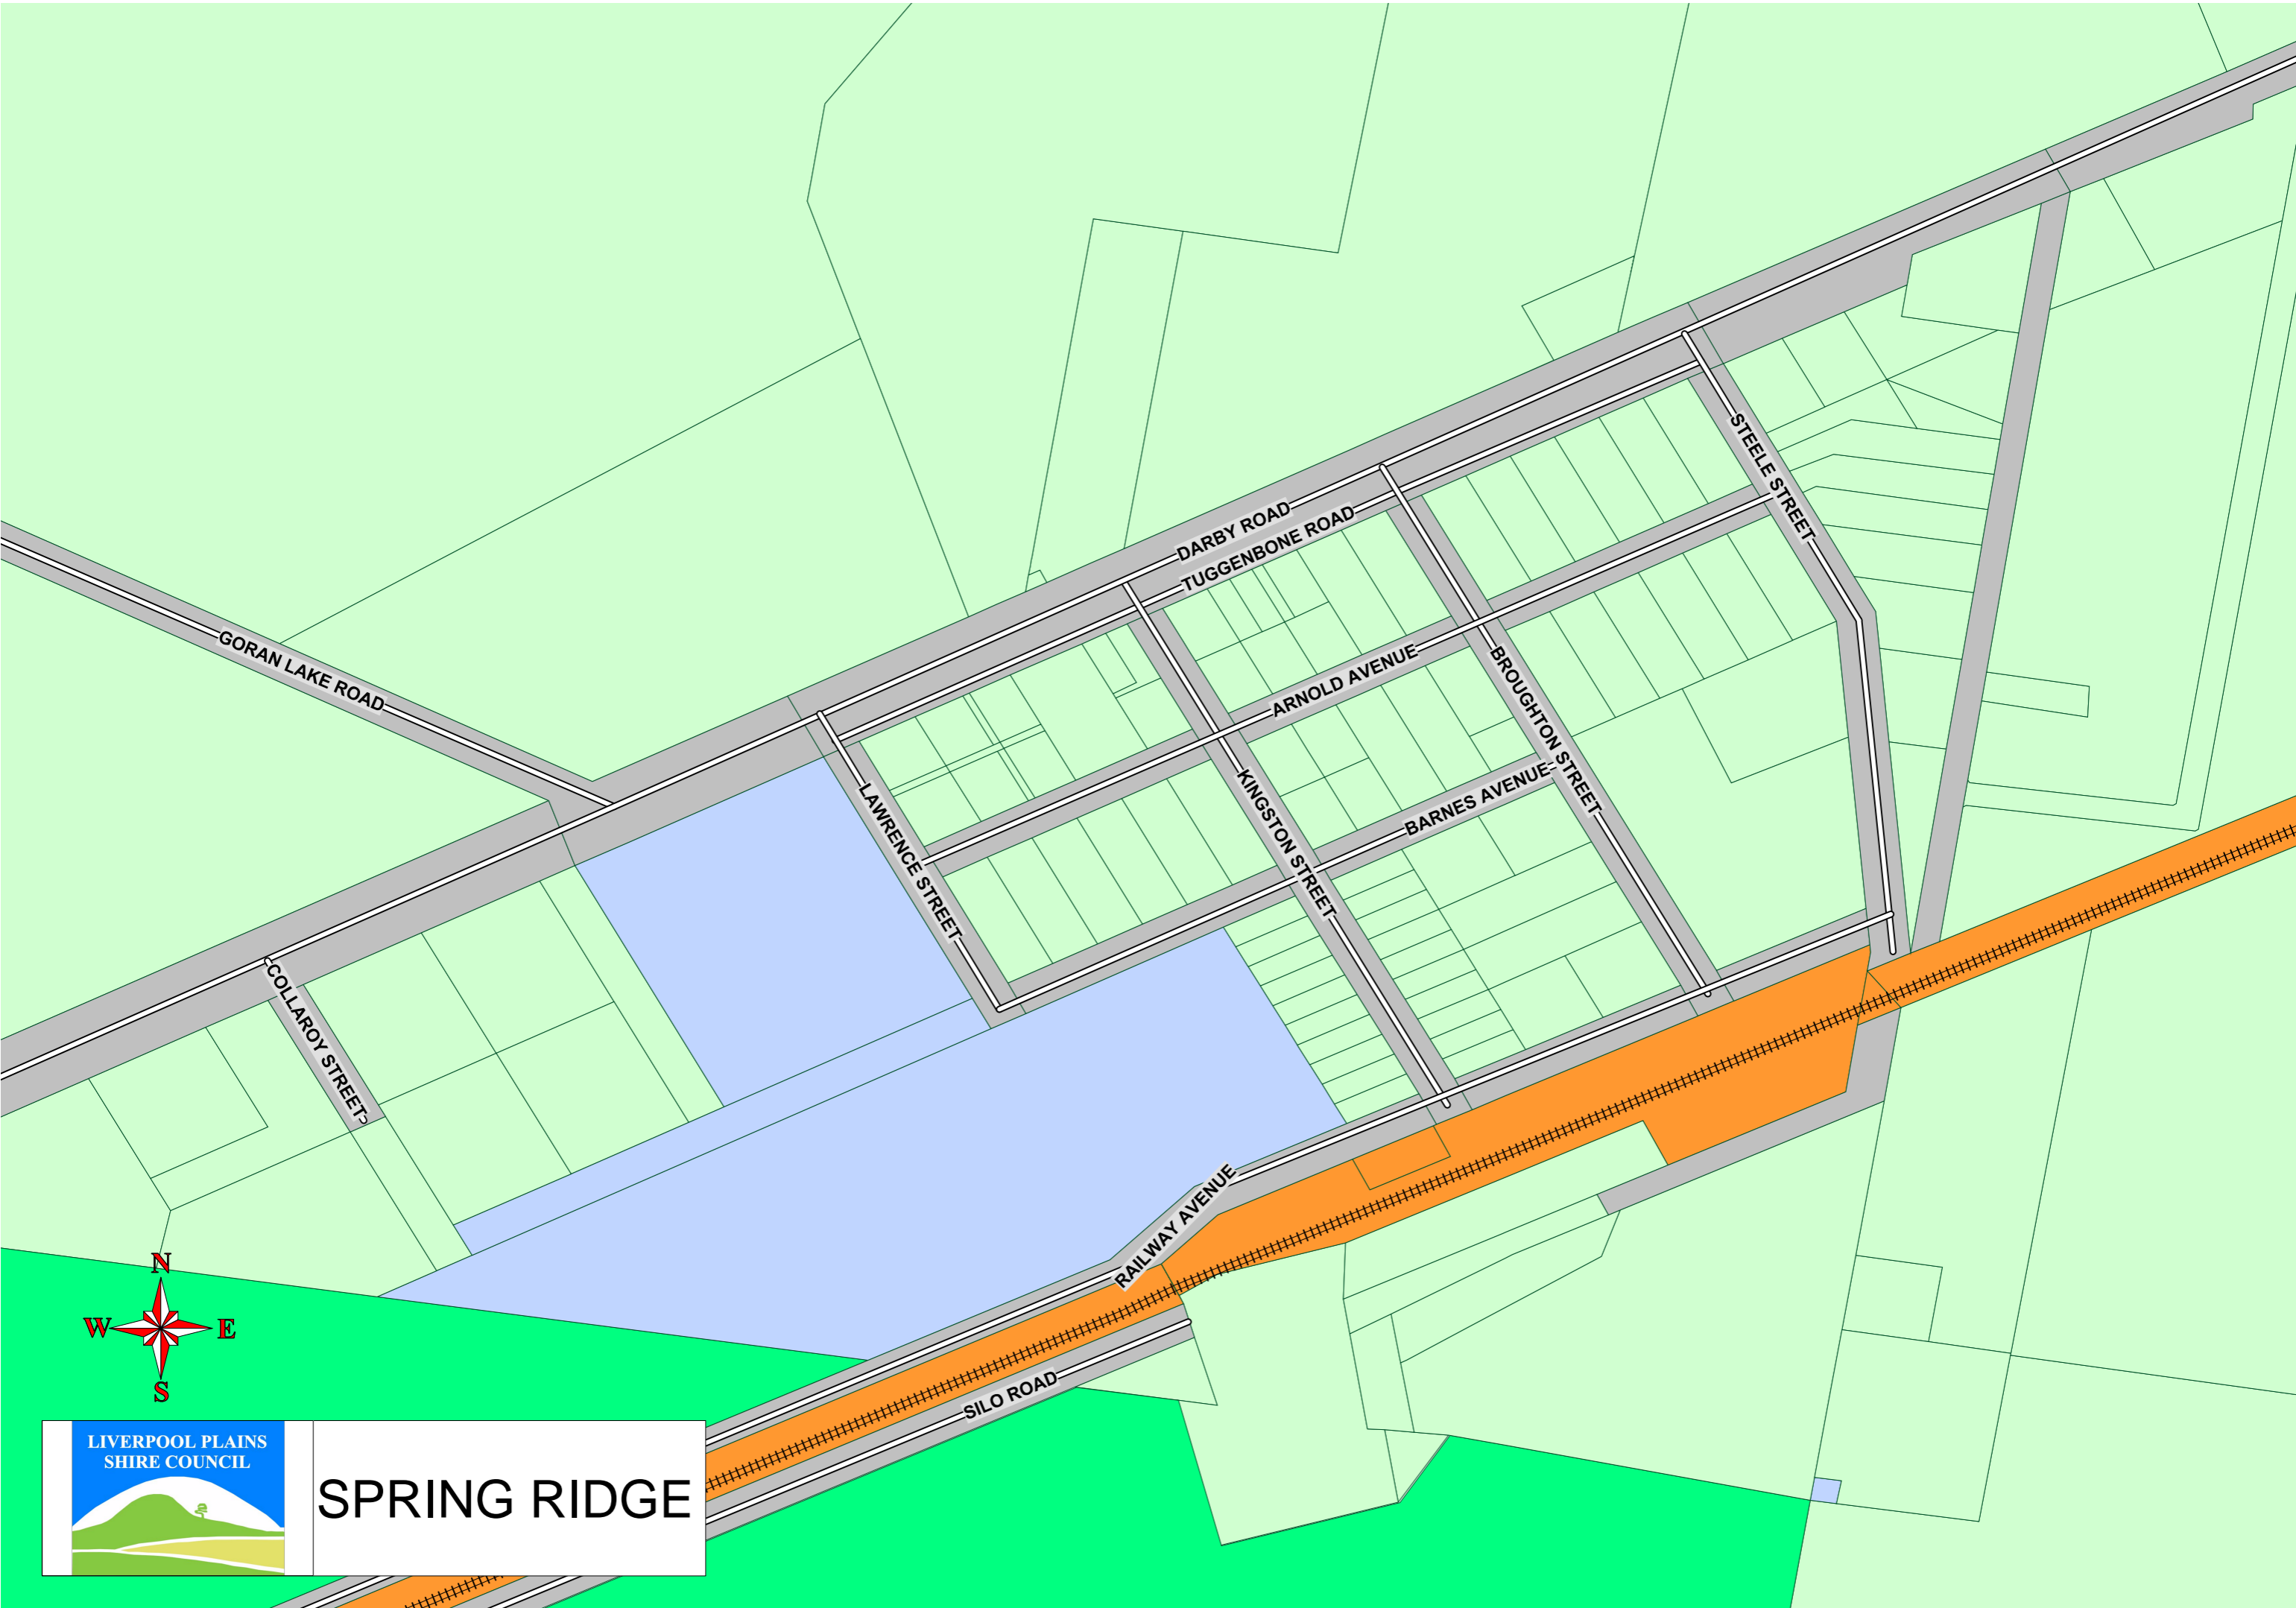 DARBY ROAD
TUGGENBONE ROAD
STEELE STREET
GORAN LAKE ROAD
ARNOLD AVENUE
BROUGHTON STREET
BARNES AVENUE
KINGSTON STREET
LAWRENCE STREET
COLLAROY STREET
RAILWAY AVENUE
SILO ROAD
N
W
E
S
LIVERPOOL PLAINS
SHIRE COUNCIL
SPRING RIDGE